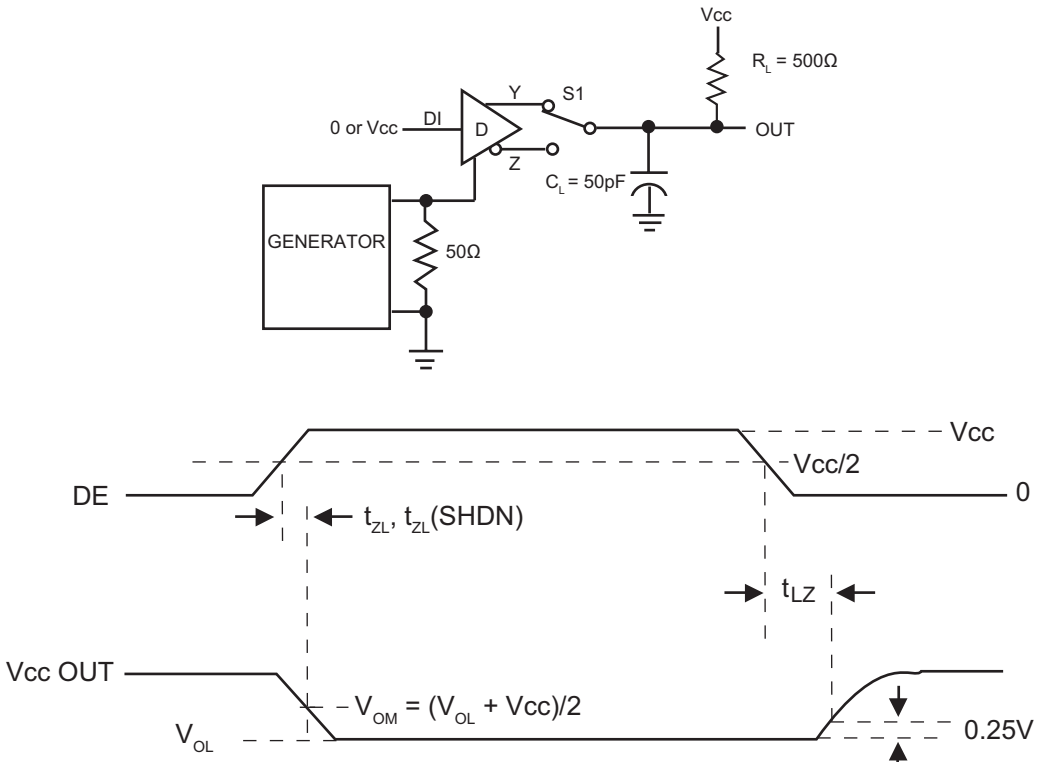 Vcc
R_L = 500Ω
Y
S1
0 or Vcc
DI
D
OUT
Z
C_L = 50pF
GENERATOR
50Ω
Vcc
Vcc/2
DE
0
t_ZL, t_ZL(SHDN)
t_LZ
Vcc OUT
V_OM = (V_OL + Vcc)/2
V_OL
0.25V